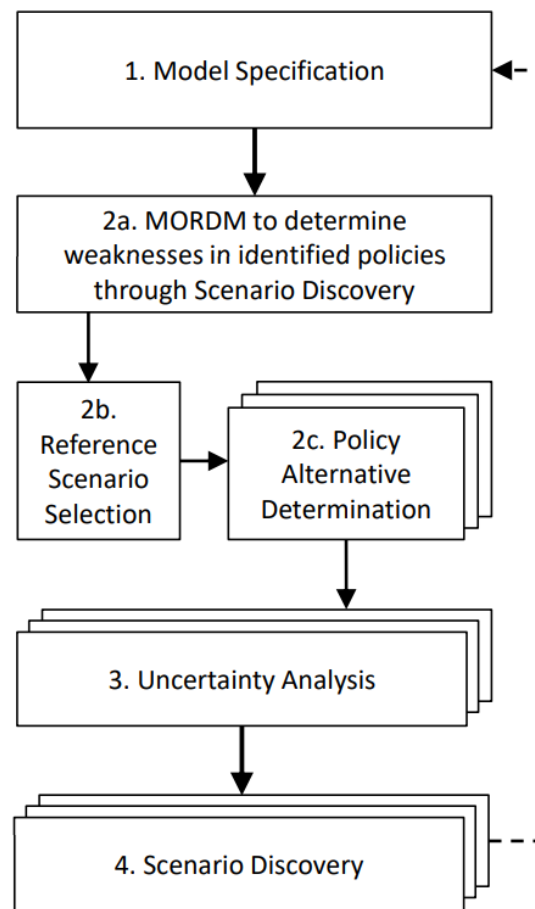 1. Model Specification
2a. MORDM to determine
weaknesses in identified policies
through Scenario Discovery
2b.
Reference
Scenario
Selection
2c. Policy
Alternative
Determination
3. Uncertainty Analysis
4. Scenario Discovery